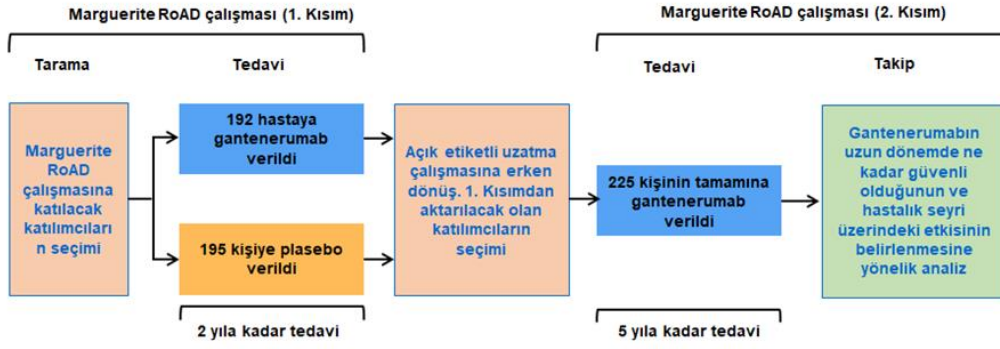 Marguerite RoAD çalışması (1. Kısım)
Marguerite RoAD çalışması (2. Kısım)
Tarama
Tedavi
Tedavi
Takip
Marguerite
RoAD
çalışmasına
katılacak
katılımcıları
n seçimi
192 hastaya
gantenerumab
verildi
195 kişiye plasebo
verildi
Açık etiketli uzatma
çalışmasına erken
dönüş. 1. Kısımdan
aktarılacak olan
katılımcıların
seçimi
225 kişinin tamamına
gantenerumab
verildi
Gantenerumabın
uzun dönemde ne
kadar güvenli
olduğunun ve
hastalık seyri
üzerindeki etkisinin
belirlenmesine
yönelik analiz
2 yıla kadar tedavi
5 yıla kadar tedavi